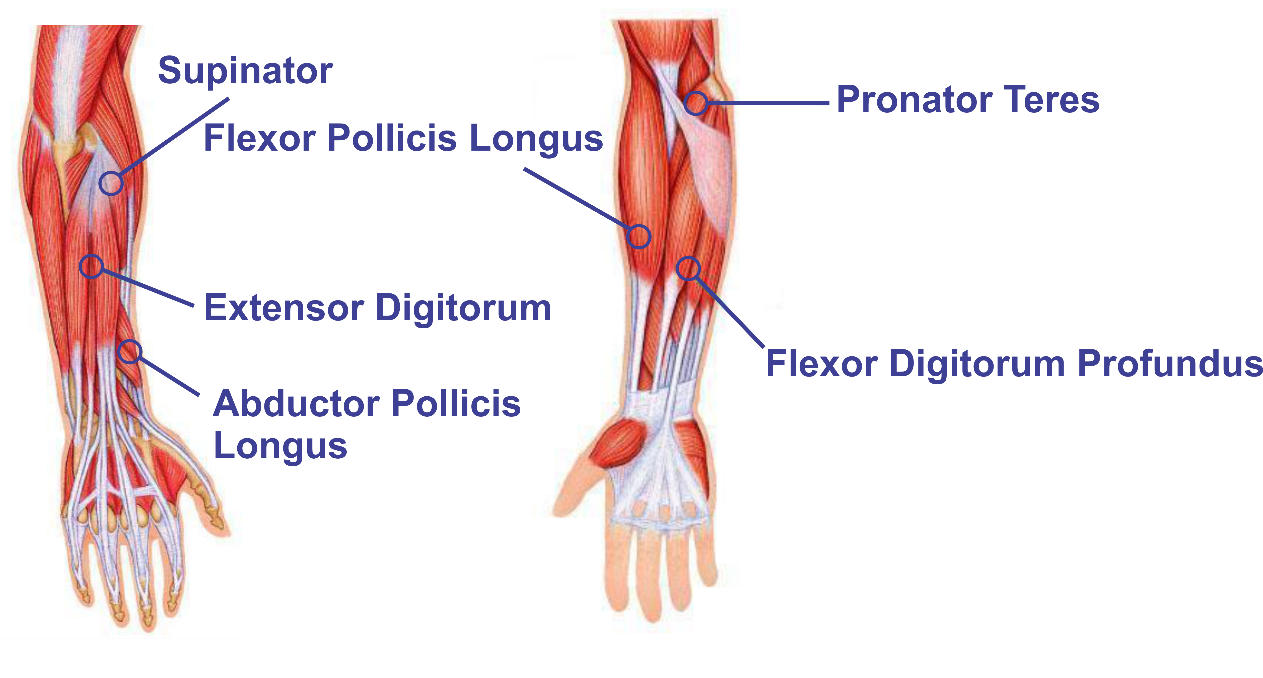 Supinator
Flexor Pollicis Longus
Extensor Digitorum
Abductor Pollicis
Longus
Pronator Teres
Flexor Digitorum Profundus